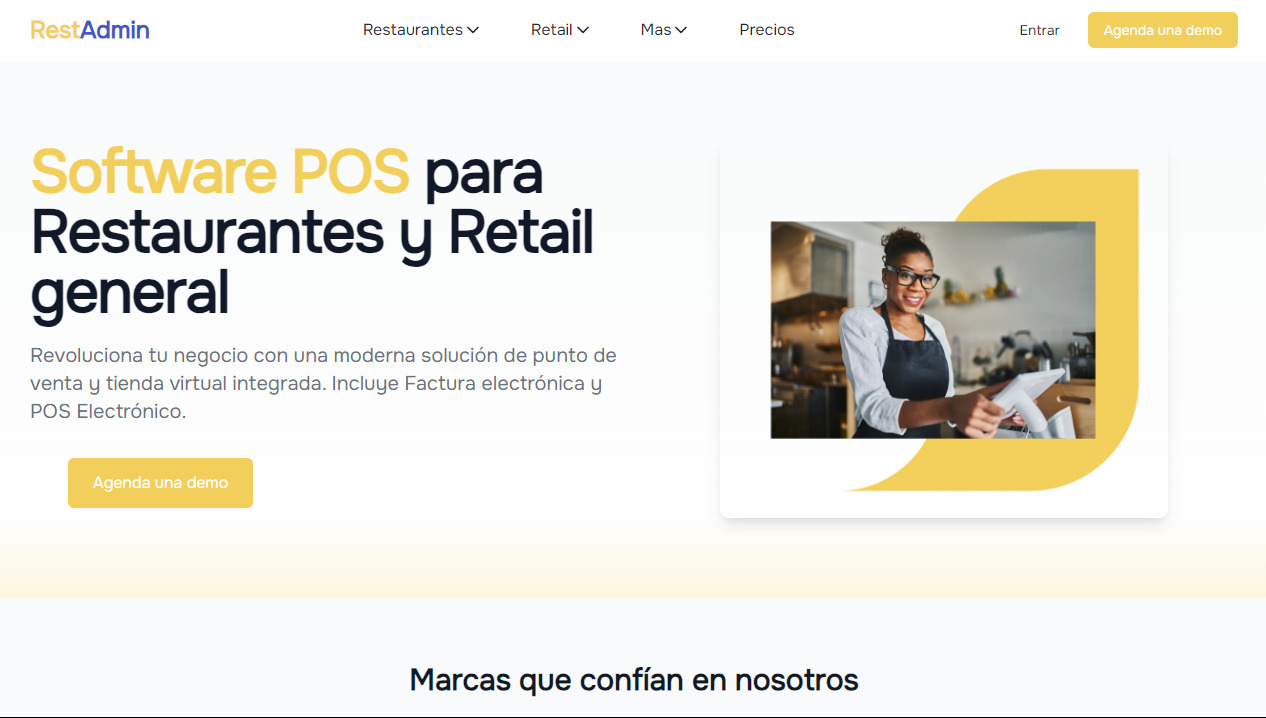 RestAdmin
Restaurantes
Retail
Mas
Precios
Entrar
Agenda una demo
Software POS para
Restaurantes y Retail
general
Revoluciona tu negocio con una moderna solución de punto de
venta y tienda virtual integrada. Incluye Factura electrónica y
POS Electrónico.
Agenda una demo
Marcas que confían en nosotros